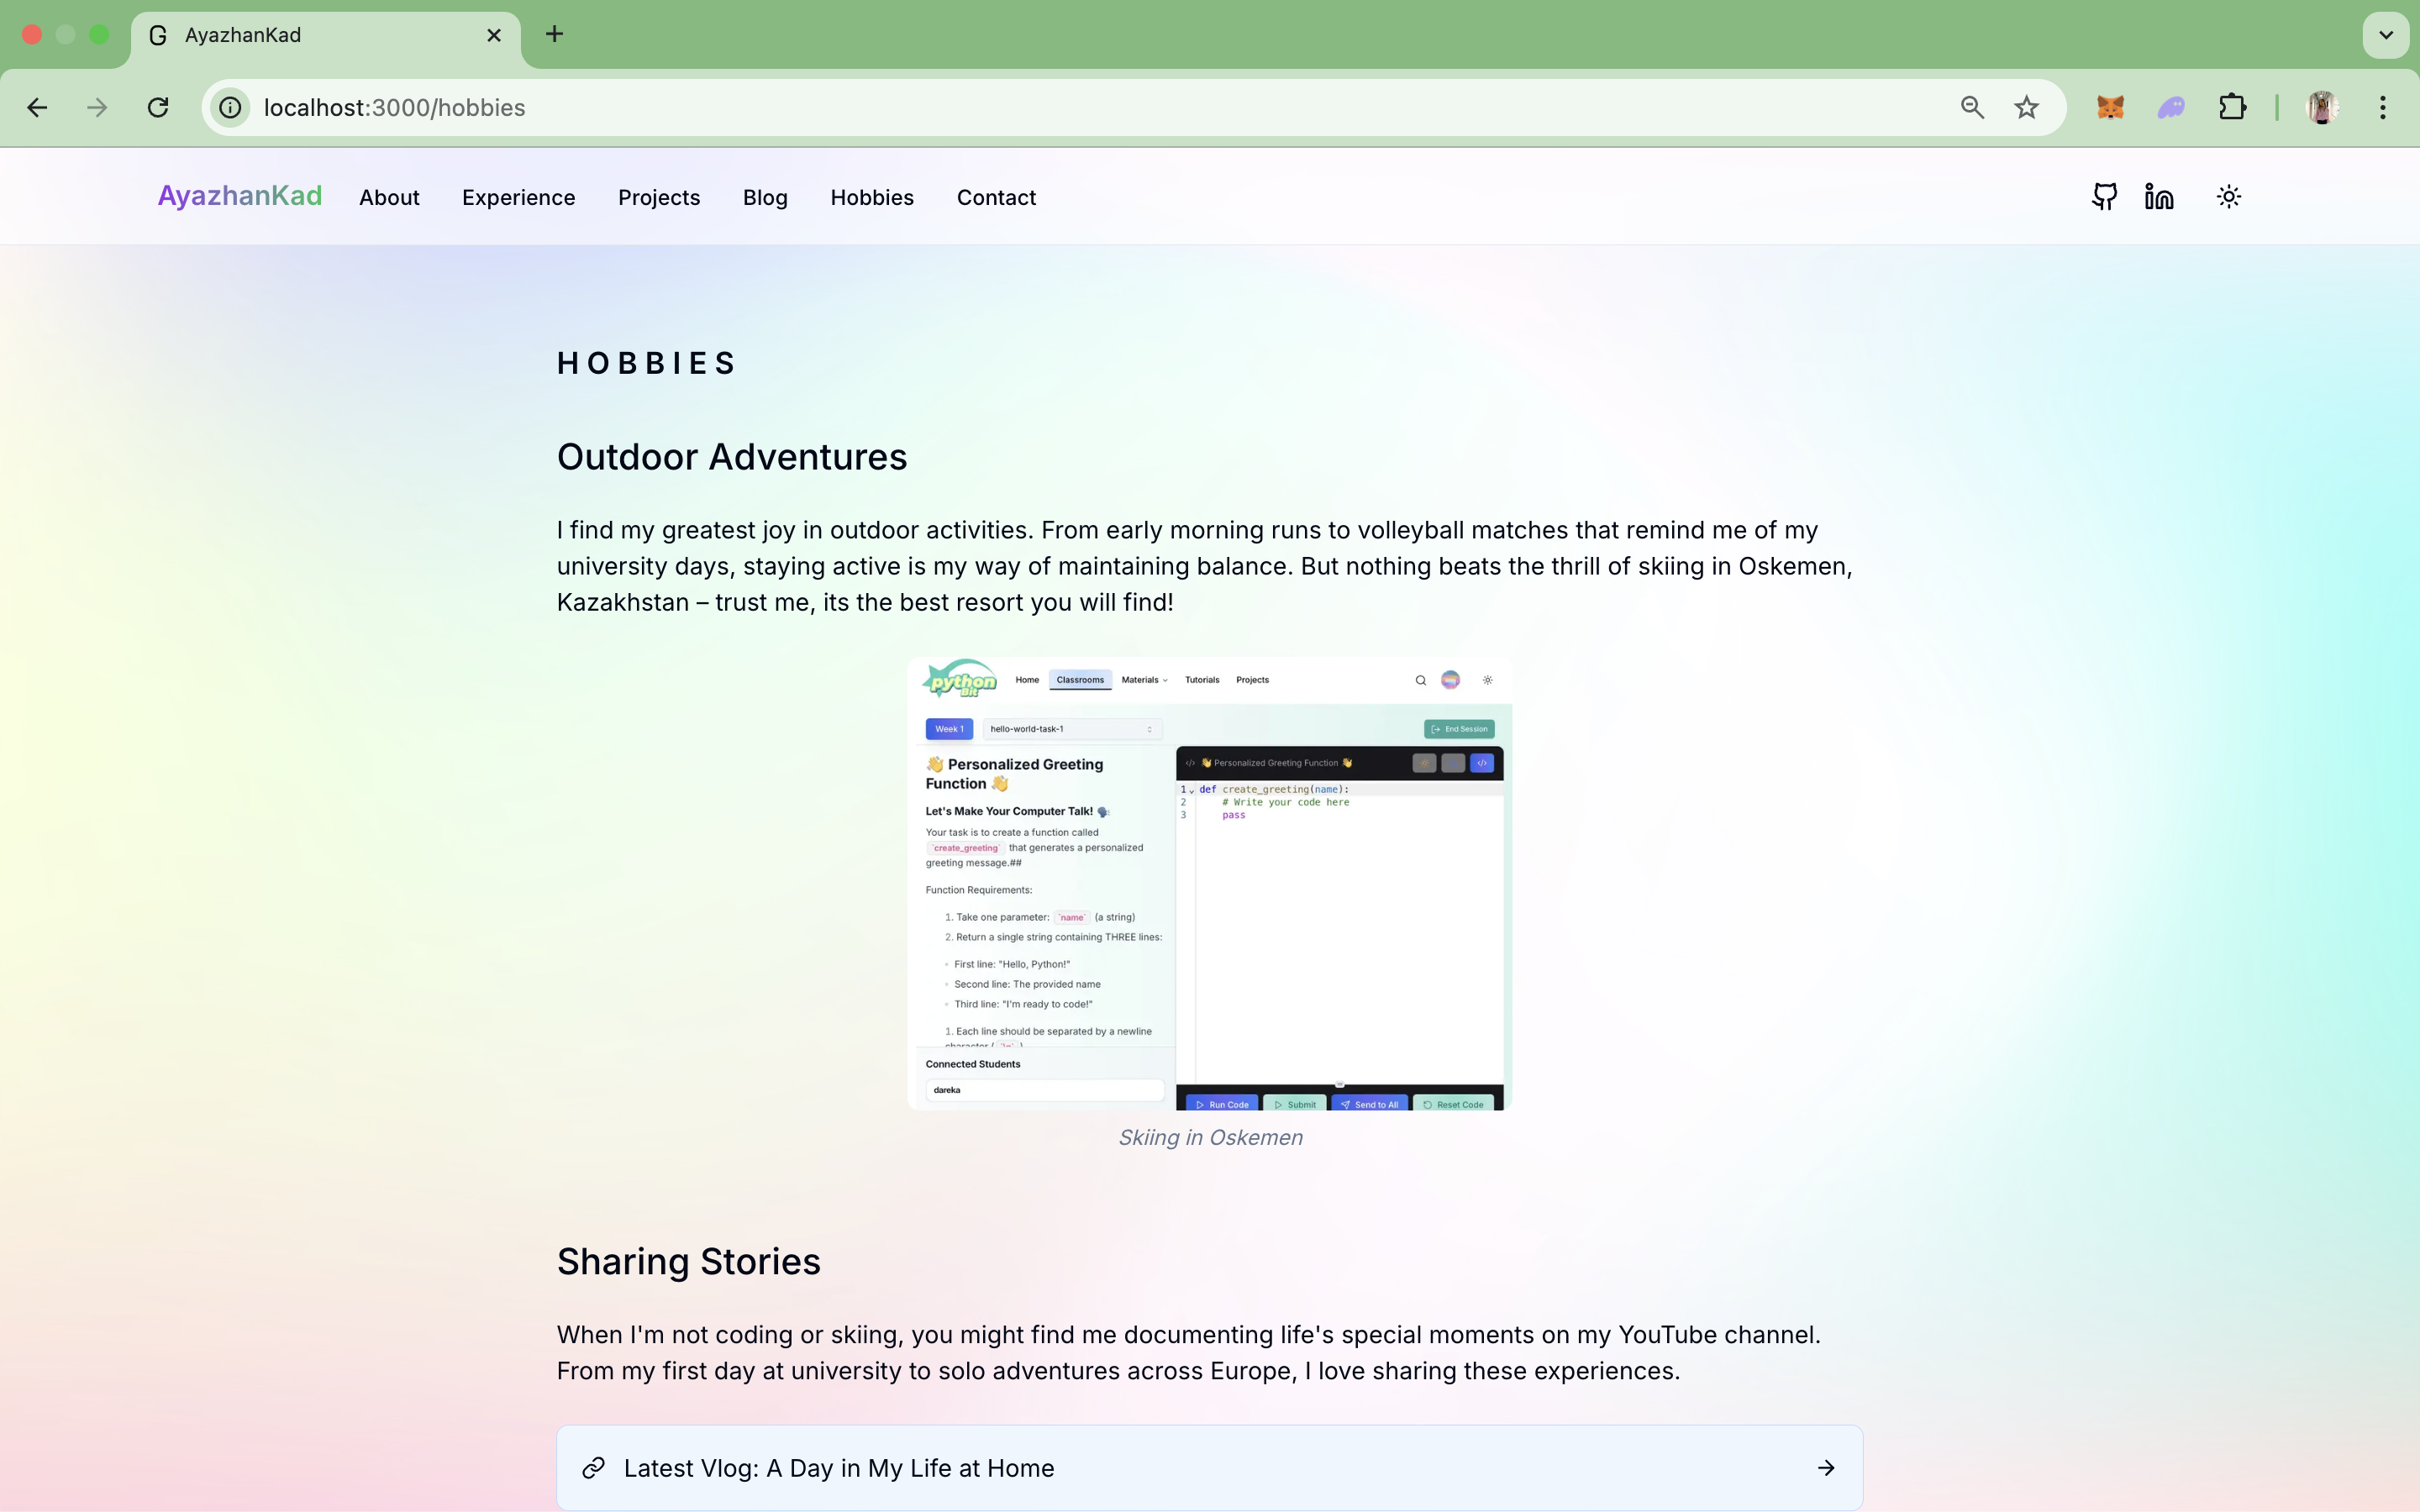 AyazhanKad
localhost:3000/hobbies
AyazhanKad About Experience Projects Blog Hobbies Contact
HOBBIES
Outdoor Adventures
I find my greatest joy in outdoor activities. From early morning runs to volleyball matches that remind me of my
university days, staying active is my way of maintaining balance. But nothing beats the thrill of skiing in Oskemen,
Kazakhstan – trust me, its the best resort you will find!
python
Bit
Home Classrooms Materials Tutorials Projects
Week 1 hello-world-task-1 End Session
👋 Personalized Greeting
Function 👋
Let's Make Your Computer Talk! 🗣️
Your task is to create a function called
`create_greeting` that generates a personalized
greeting message.##
Function Requirements:
1. Take one parameter: `name` (a string)
2. Return a single string containing THREE lines:
First line: "Hello, Python!"
Second line: The provided name
Third line: "I'm ready to code!"
1. Each line should be separated by a newline
character (`\n`)
Connected Students
dareka
</> 👋 Personalized Greeting Function 👋 </>
1 def create_greeting(name):
2 # Write your code here
3 pass
Run Code Submit Send to All Reset Code
Skiing in Oskemen
Sharing Stories
When I'm not coding or skiing, you might find me documenting life's special moments on my YouTube channel.
From my first day at university to solo adventures across Europe, I love sharing these experiences.
Latest Vlog: A Day in My Life at Home